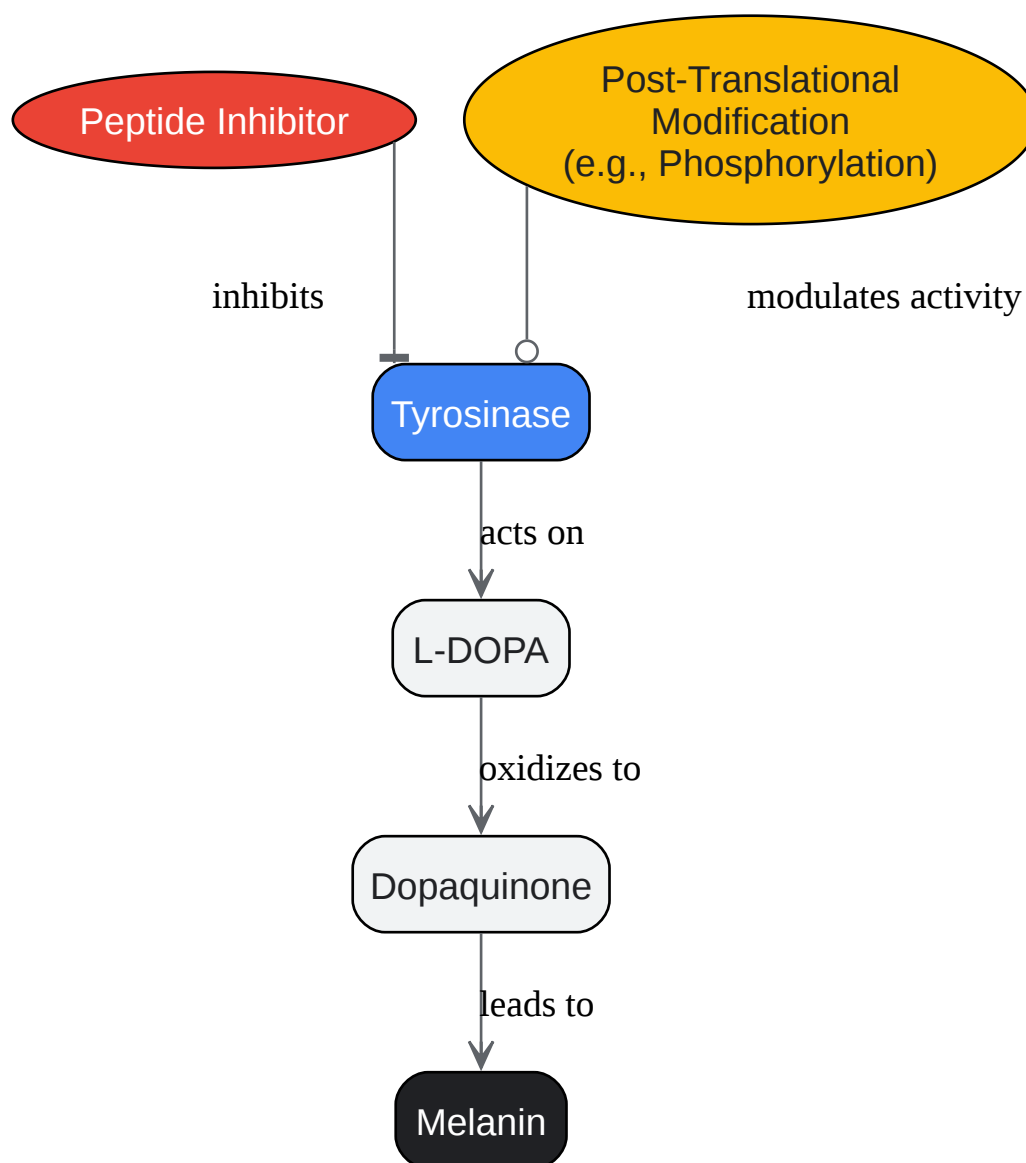 Peptide Inhibitor
Post-Translational
Modification
(e.g., Phosphorylation)
inhibits
modulates activity
Tyrosinase
acts on
L-DOPA
oxidizes to
Dopaquinone
leads to
Melanin